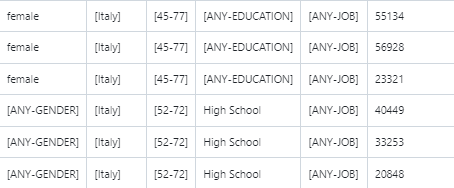 female [Italy] [45-77] [ANY-EDUCATION] [ANY-JOB] 55134
female [Italy] [45-77] [ANY-EDUCATION] [ANY-JOB] 56928
female [Italy] [45-77] [ANY-EDUCATION] [ANY-JOB] 23321
[ANY-GENDER] [Italy] [52-72] High School [ANY-JOB] 40449
[ANY-GENDER] [Italy] [52-72] High School [ANY-JOB] 33253
[ANY-GENDER] [Italy] [52-72] High School [ANY-JOB] 20848